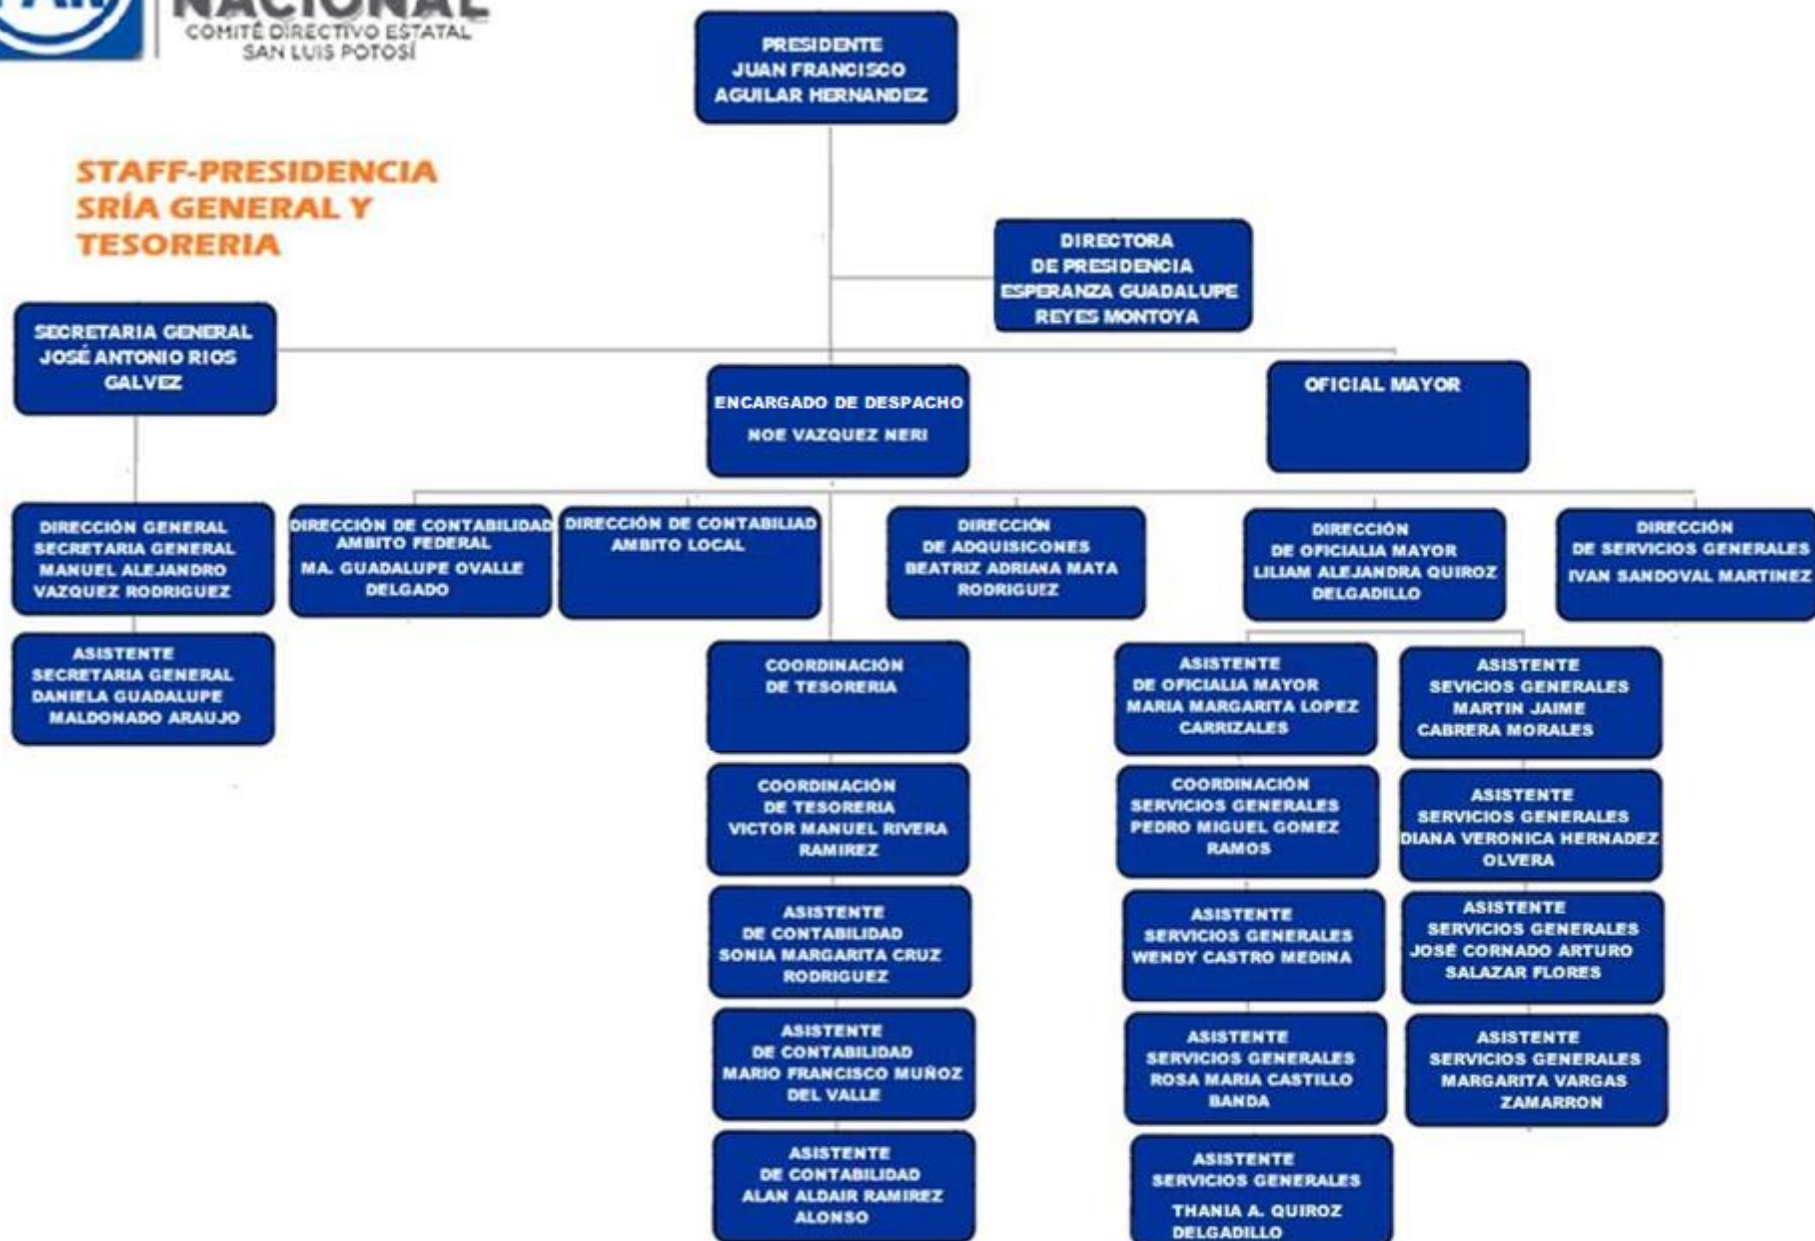 PAN
NACIONAL
COMITÉ DIRECTIVO ESTATAL
SAN LUIS POTOSÍ
STAFF-PRESIDENCIA
SRÍA GENERAL Y
TESORERIA
PRESIDENTE
JUAN FRANCISCO
AGUILAR HERNANDEZ
DIRECTORA
DE PRESIDENCIA
ESPERANZA GUADALUPE
REYES MONTOYA
SECRETARIA GENERAL
JOSÉ ANTONIO RIOS
GALVEZ
ENCARGADO DE DESPACHO
NOE VAZQUEZ NERI
OFICIAL MAYOR
DIRECCIÓN GENERAL
SECRETARIA GENERAL
MANUEL ALEJANDRO
VAZQUEZ RODRIGUEZ
DIRECCIÓN DE CONTABILIDAD
AMBITO FEDERAL
MA. GUADALUPE OVALLE
DELGADO
DIRECCIÓN DE CONTABILIAD
AMBITO LOCAL
DIRECCIÓN
DE ADQUISICONES
BEATRIZ ADRIANA MATA
RODRIGUEZ
DIRECCIÓN
DE OFICIALIA MAYOR
LILIAM ALEJANDRA QUIROZ
DELGADILLO
DIRECCIÓN
DE SERVICIOS GENERALES
IVAN SANDOVAL MARTINEZ
ASISTENTE
SECRETARIA GENERAL
DANIELA GUADALUPE
MALDONADO ARAUJO
COORDINACIÓN
DE TESORERIA
COORDINACIÓN
DE TESORERIA
VICTOR MANUEL RIVERA
RAMIREZ
ASISTENTE
DE CONTABILIDAD
SONIA MARGARITA CRUZ
RODRIGUEZ
ASISTENTE
DE CONTABILIDAD
MARIO FRANCISCO MUÑOZ
DEL VALLE
ASISTENTE
DE CONTABILIDAD
ALAN ALDAIR RAMIREZ
ALONSO
ASISTENTE
DE OFICIALIA MAYOR
MARIA MARGARITA LOPEZ
CARRIZALES
COORDINACIÓN
SERVICIOS GENERALES
PEDRO MIGUEL GOMEZ
RAMOS
ASISTENTE
SERVICIOS GENERALES
WENDY CASTRO MEDINA
ASISTENTE
SERVICIOS GENERALES
ROSA MARIA CASTILLO
BANDA
ASISTENTE
SERVICIOS GENERALES
THANIA A. QUIROZ
DELGADILLO
ASISTENTE
SEVICIOS GENERALES
MARTIN JAIME
CABRERA MORALES
ASISTENTE
SERVICIOS GENERALES
DIANA VERONICA HERNADEZ
OLVERA
ASISTENTE
SERVICIOS GENERALES
JOSÉ CORNADO ARTURO
SALAZAR FLORES
ASISTENTE
SERVICIOS GENERALES
MARGARITA VARGAS
ZAMARRON